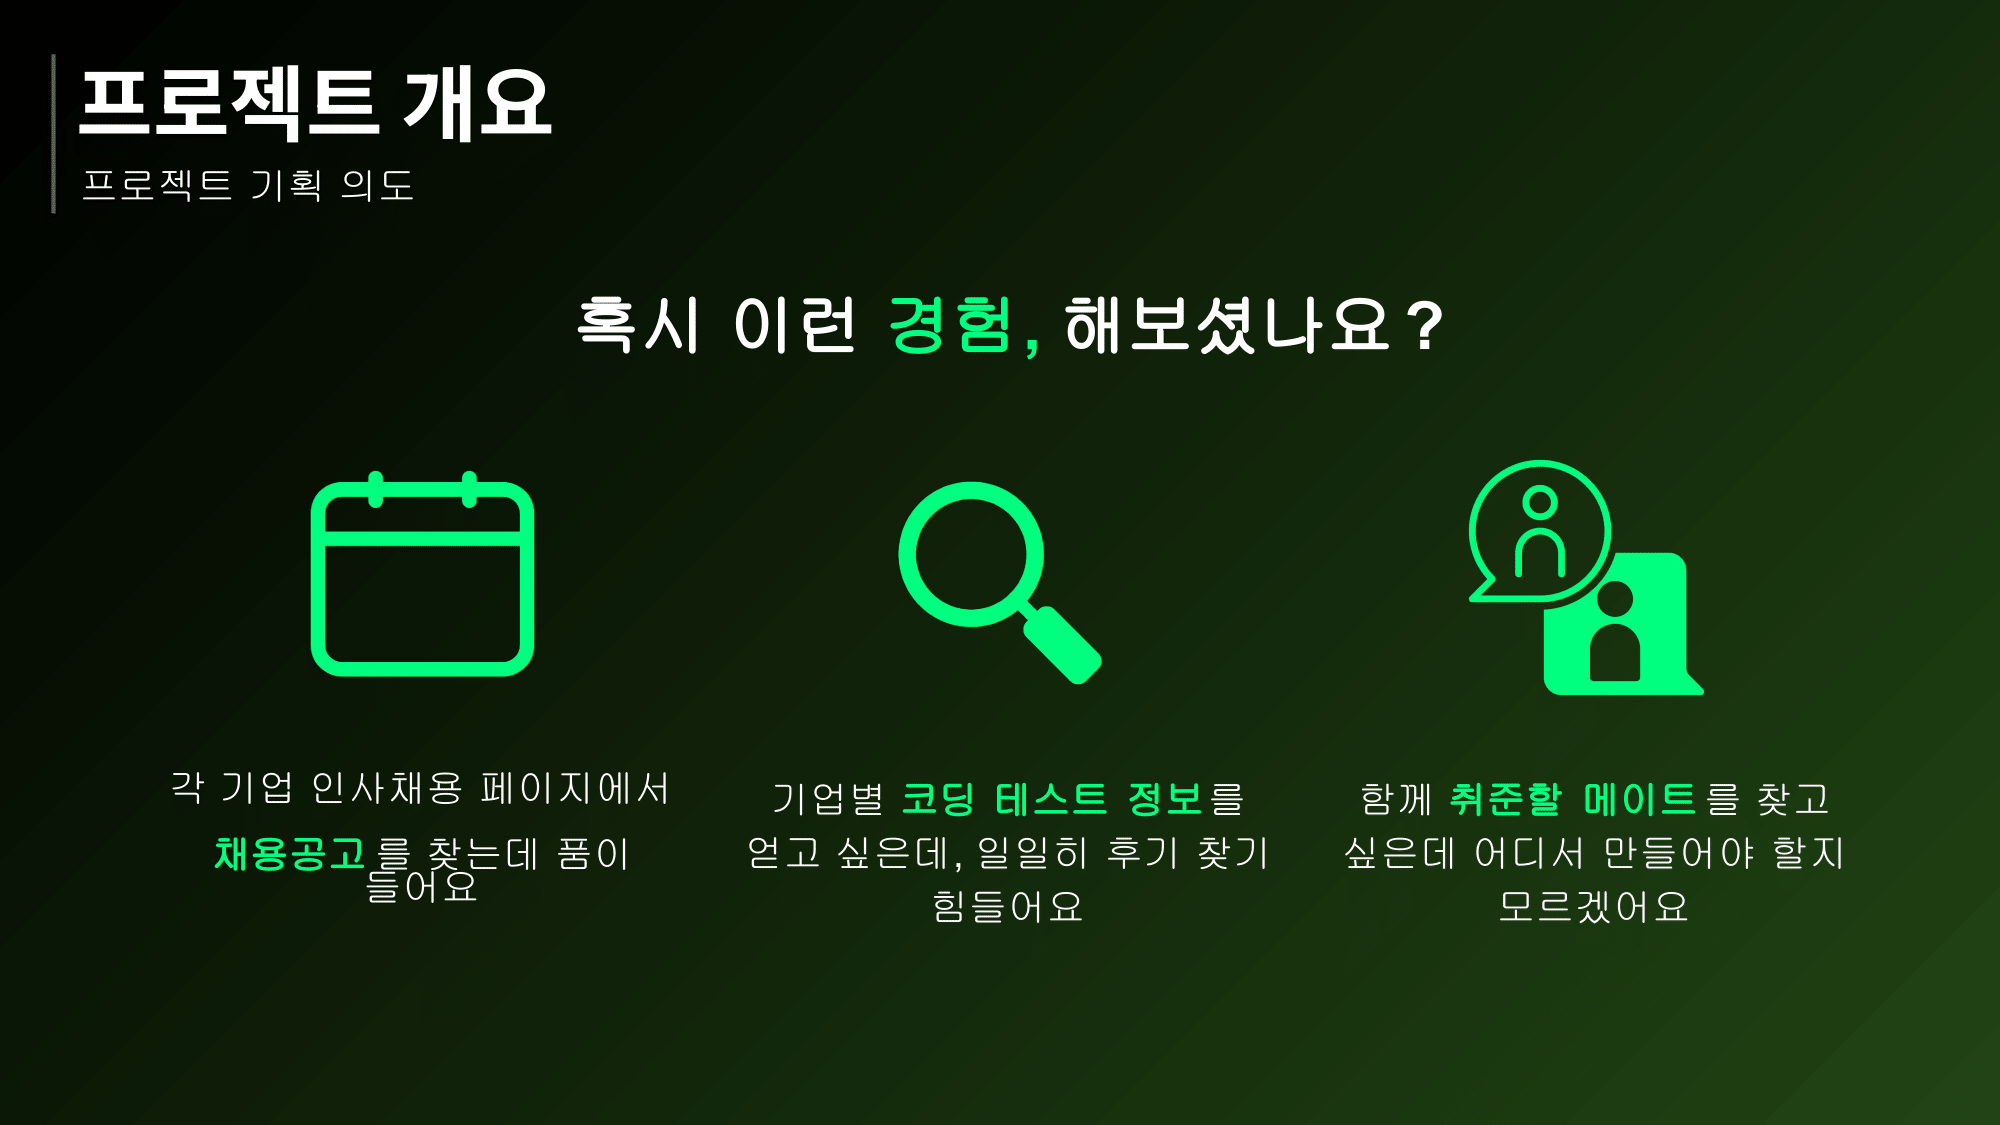 프로젝트 개요
프로젝트 기획 의도
혹시 이런 경험, 해보셨나요?
각 기업 인사채용 페이지에서
채용공고를 찾는데 품이
들어요
기업별 코딩 테스트 정보를
얻고 싶은데, 일일히 후기 찾기
힘들어요
함께 취준할 메이트를 찾고
싶은데 어디서 만들어야 할지
모르겠어요